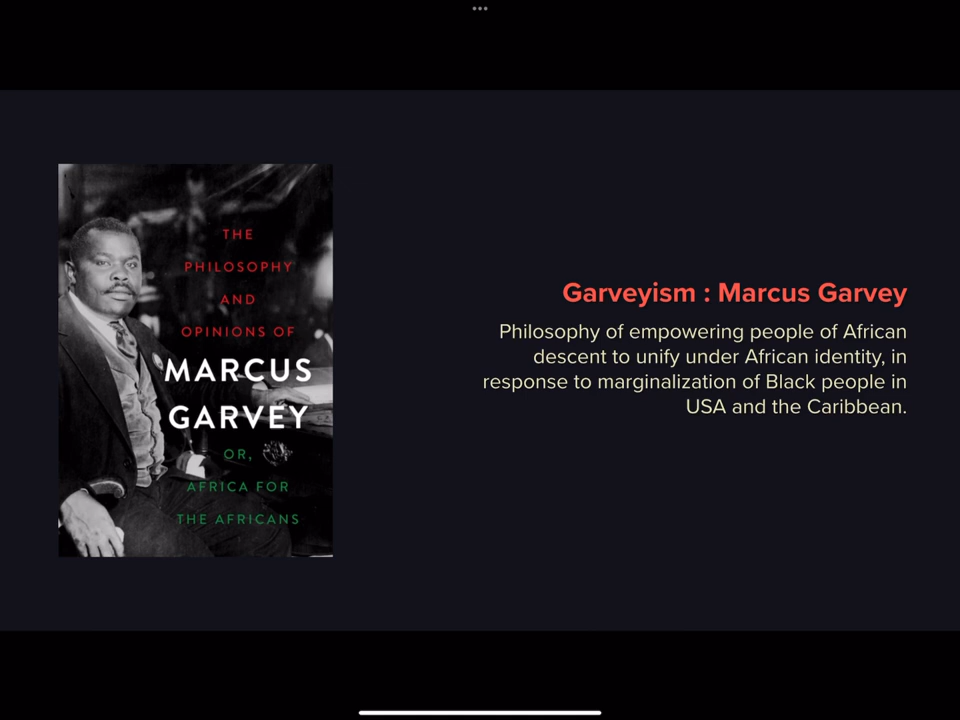 THE
PHILOSOPHY
AND
OPINIONS OF
MARCUS
GARVEY
OR,
AFRICA FOR
THE AFRICANS
Garveyism : Marcus Garvey
Philosophy of empowering people of African
descent to unify under African identity, in
response to marginalization of Black people in
USA and the Caribbean.